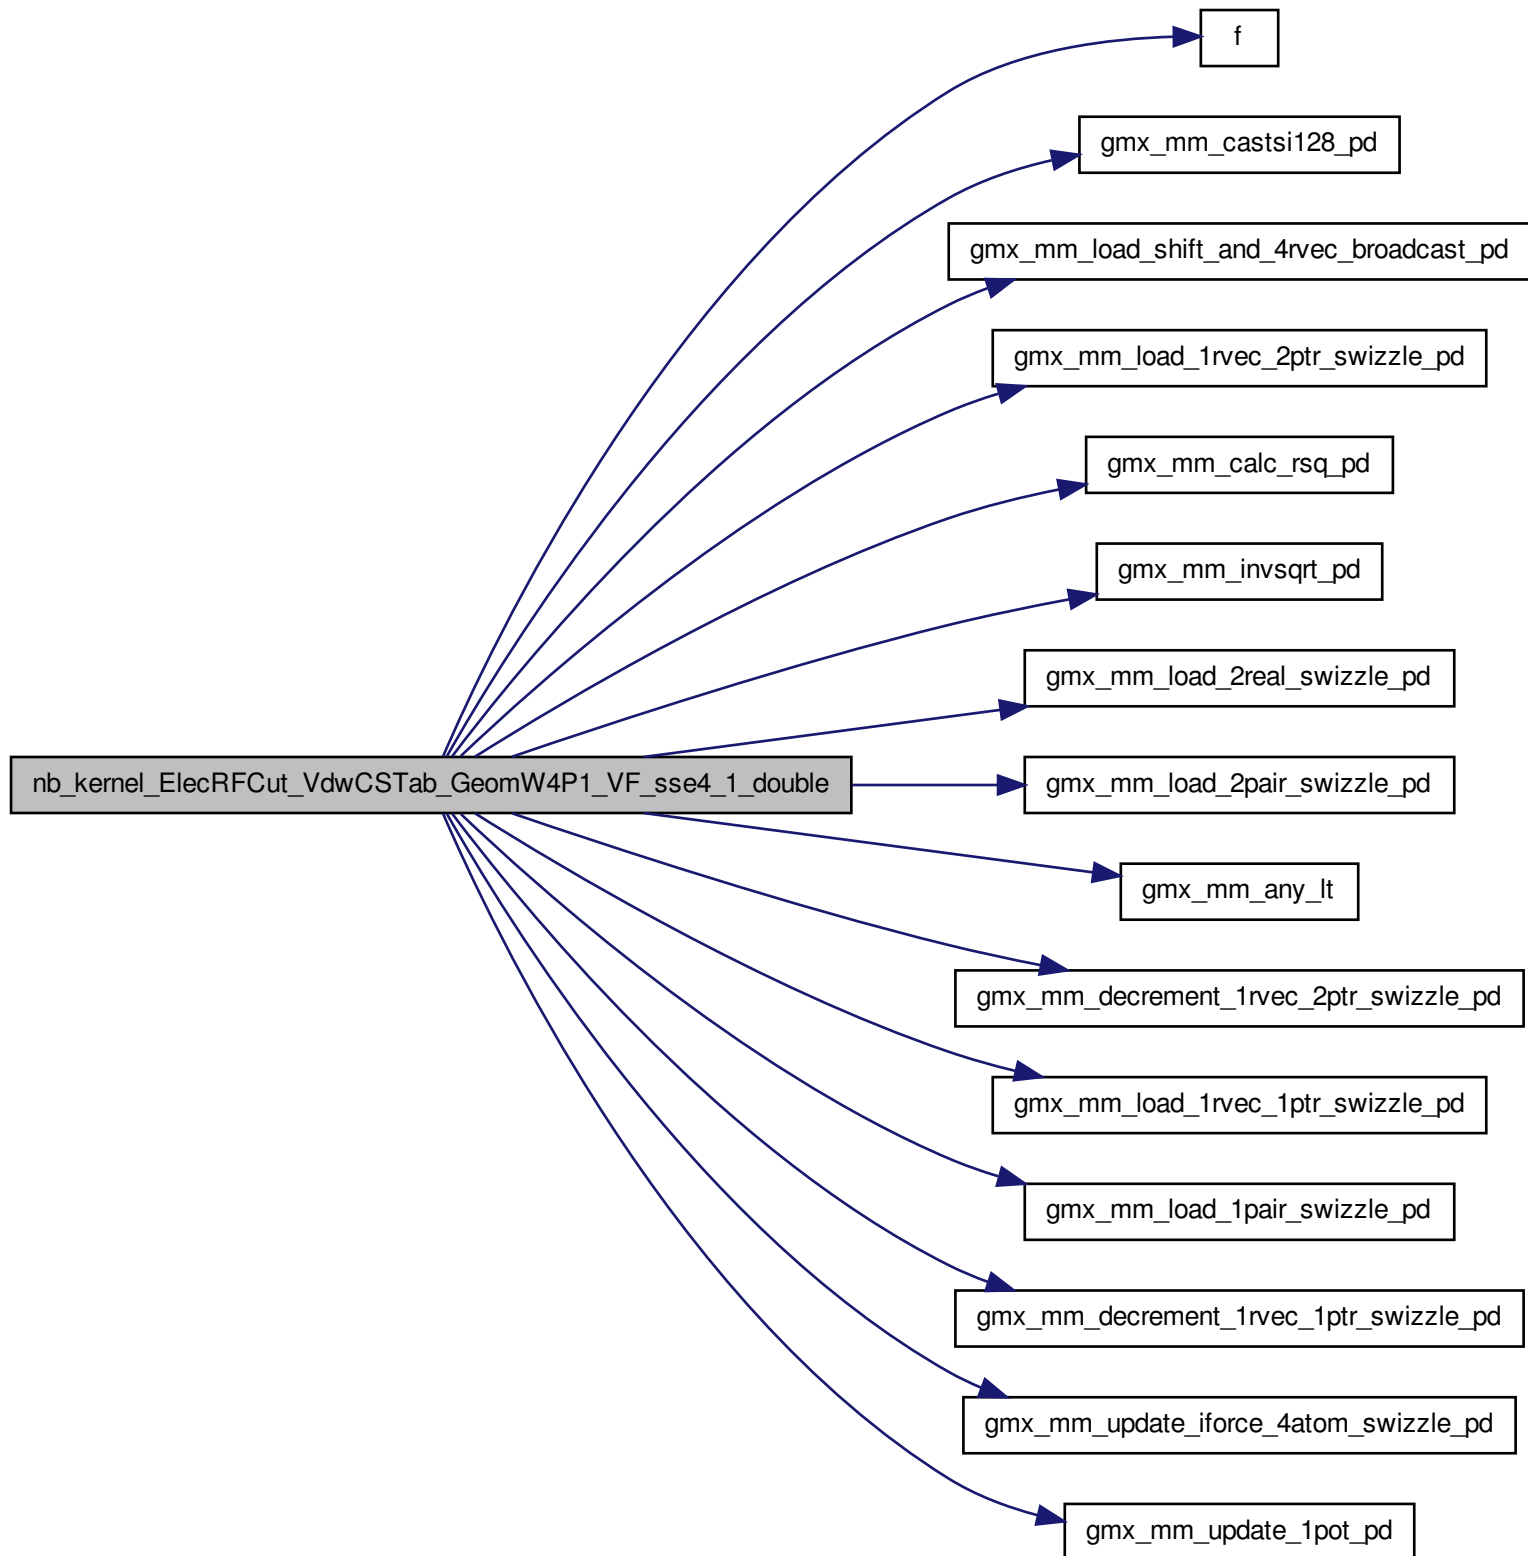 f
gmx_mm_castsi128_pd
gmx_mm_load_shift_and_4rvec_broadcast_pd
gmx_mm_load_1rvec_2ptr_swizzle_pd
gmx_mm_calc_rsq_pd
gmx_mm_invsqrt_pd
gmx_mm_load_2real_swizzle_pd
nb_kernel_ElecRFCut_VdwCSTab_GeomW4P1_VF_sse4_1_double
gmx_mm_load_2pair_swizzle_pd
gmx_mm_any_lt
gmx_mm_decrement_1rvec_2ptr_swizzle_pd
gmx_mm_load_1rvec_1ptr_swizzle_pd
gmx_mm_load_1pair_swizzle_pd
gmx_mm_decrement_1rvec_1ptr_swizzle_pd
gmx_mm_update_iforce_4atom_swizzle_pd
gmx_mm_update_1pot_pd